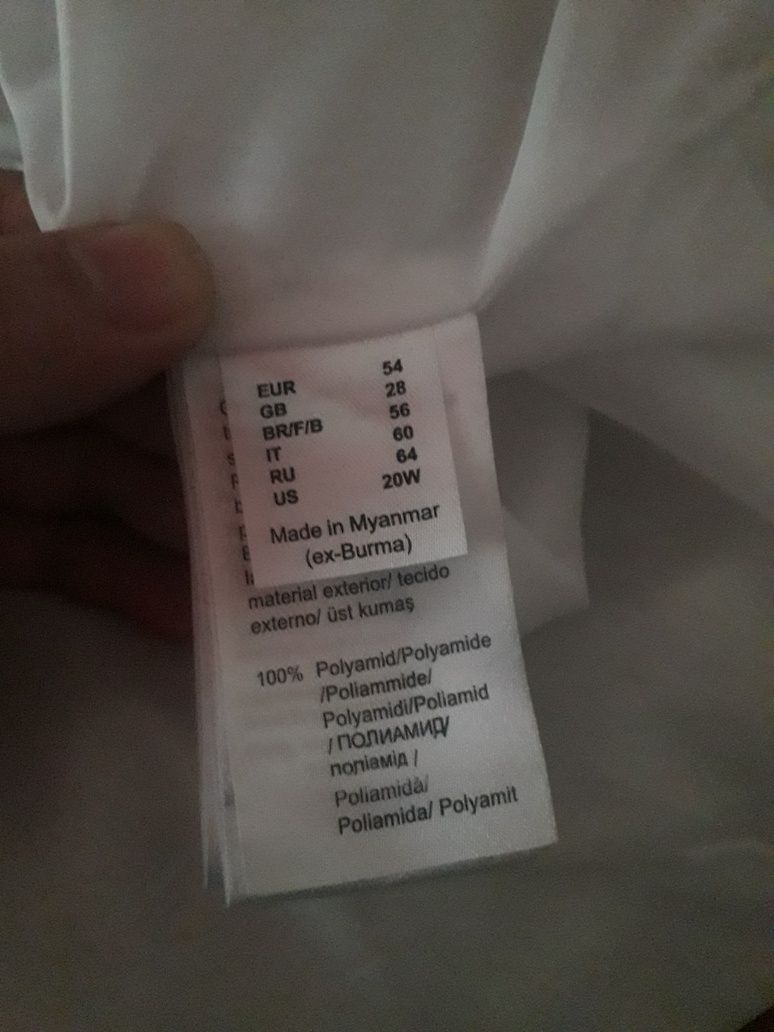 EUR 54
GB 28
BR/F/B 56
IT 60
RU 64
US 20W
Made in Myanmar
(ex-Burma)
material exterior/ tecido
externo/ üst kumaş
100% Polyamid/Polyamide
/Poliammide/
Polyamidi/Poliamid
/ ПОЛИАМИД/
поліамід /
Poliamidă/
Poliamida/ Polyamit